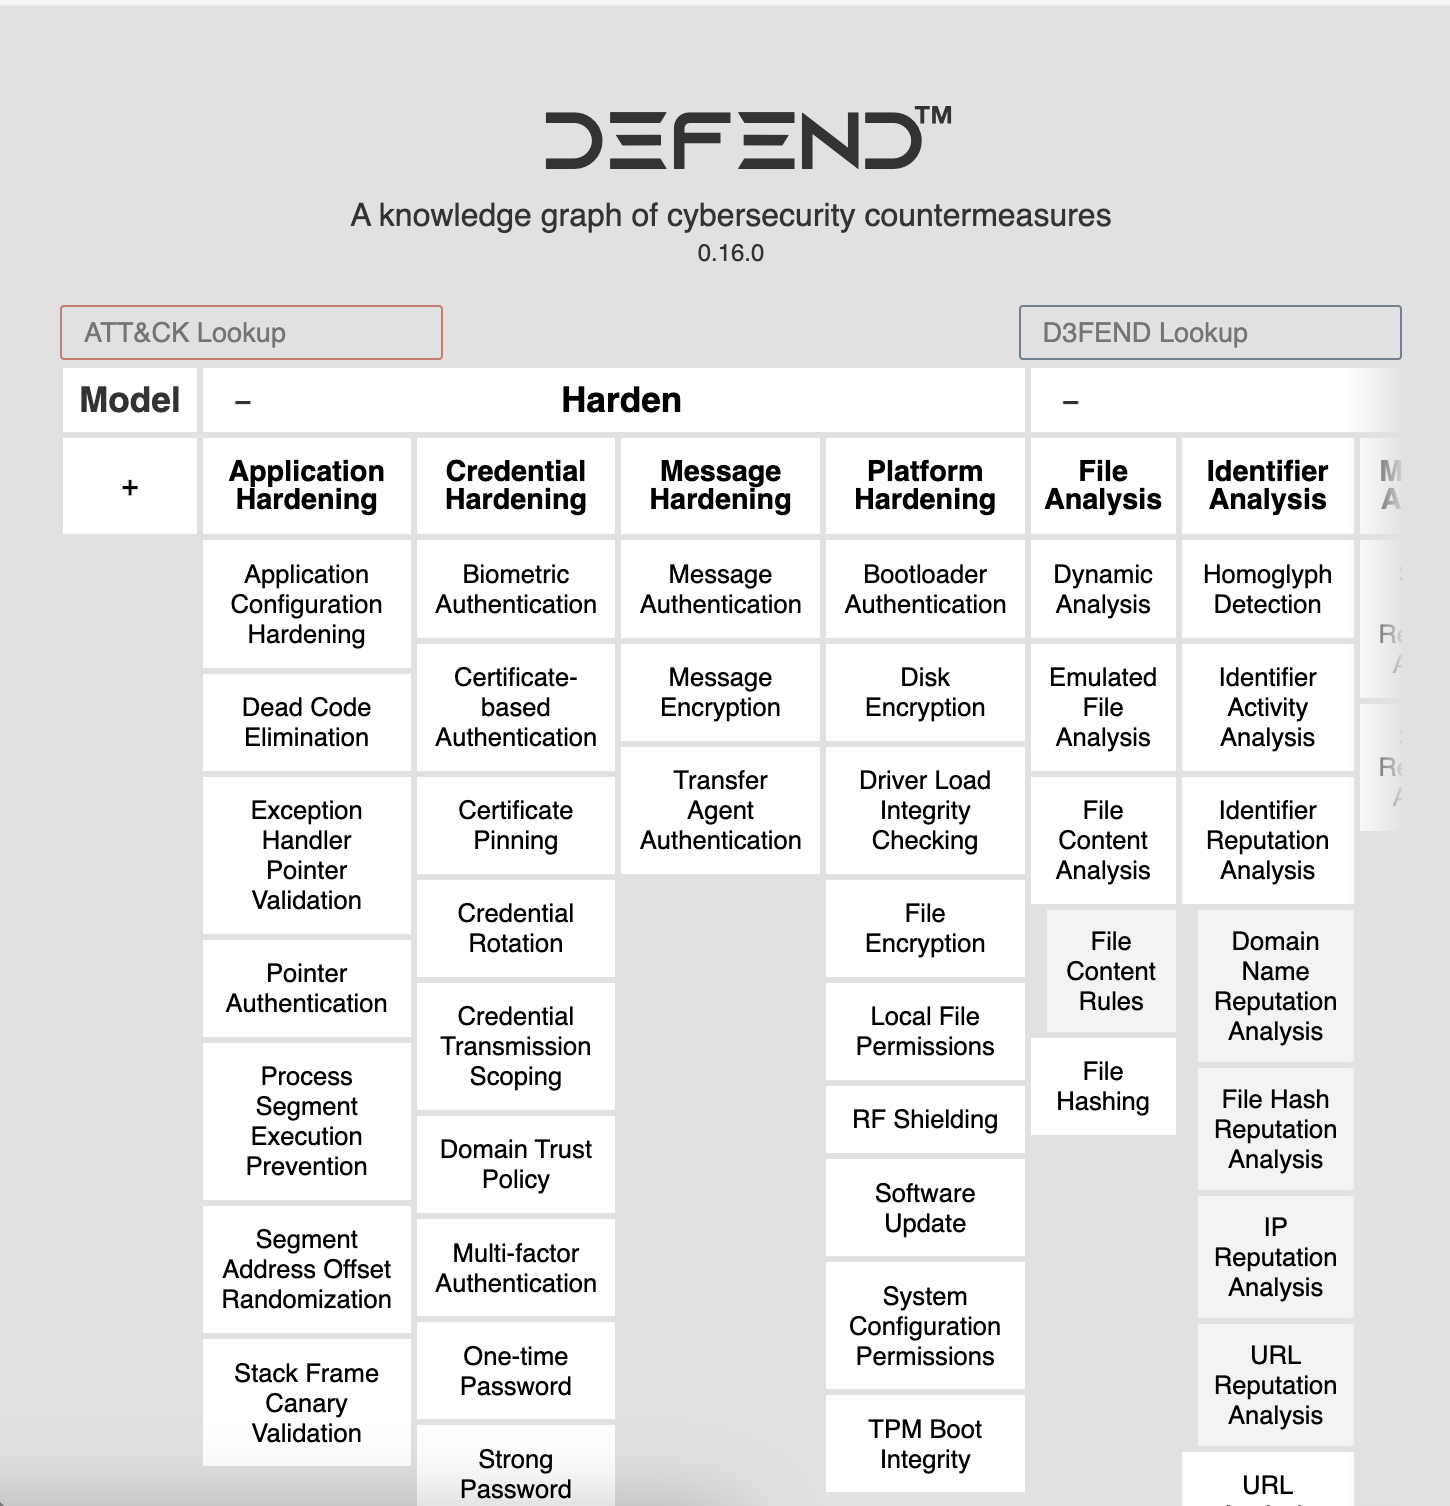 DEFEND™
A knowledge graph of cybersecurity countermeasures
0.16.0
ATT&CK Lookup
D3FEND Lookup
Model
–
Harden
–
+
Application
Hardening
Credential
Hardening
Message
Hardening
Platform
Hardening
File
Analysis
Identifier
Analysis
Application
Configuration
Hardening
Dead Code
Elimination
Exception
Handler
Pointer
Validation
Pointer
Authentication
Process
Segment
Execution
Prevention
Segment
Address Offset
Randomization
Stack Frame
Canary
Validation
Biometric
Authentication
Certificate-
based
Authentication
Certificate
Pinning
Credential
Rotation
Credential
Transmission
Scoping
Domain Trust
Policy
Multi-factor
Authentication
One-time
Password
Strong
Password
Message
Authentication
Message
Encryption
Transfer
Agent
Authentication
Bootloader
Authentication
Disk
Encryption
Driver Load
Integrity
Checking
File
Encryption
Local File
Permissions
RF Shielding
Software
Update
System
Configuration
Permissions
TPM Boot
Integrity
Dynamic
Analysis
Emulated
File
Analysis
File
Content
Analysis
File
Content
Rules
File
Hashing
Homoglyph
Detection
Identifier
Activity
Analysis
Identifier
Reputation
Analysis
Domain
Name
Reputation
Analysis
File Hash
Reputation
Analysis
IP
Reputation
Analysis
URL
Reputation
Analysis
URL